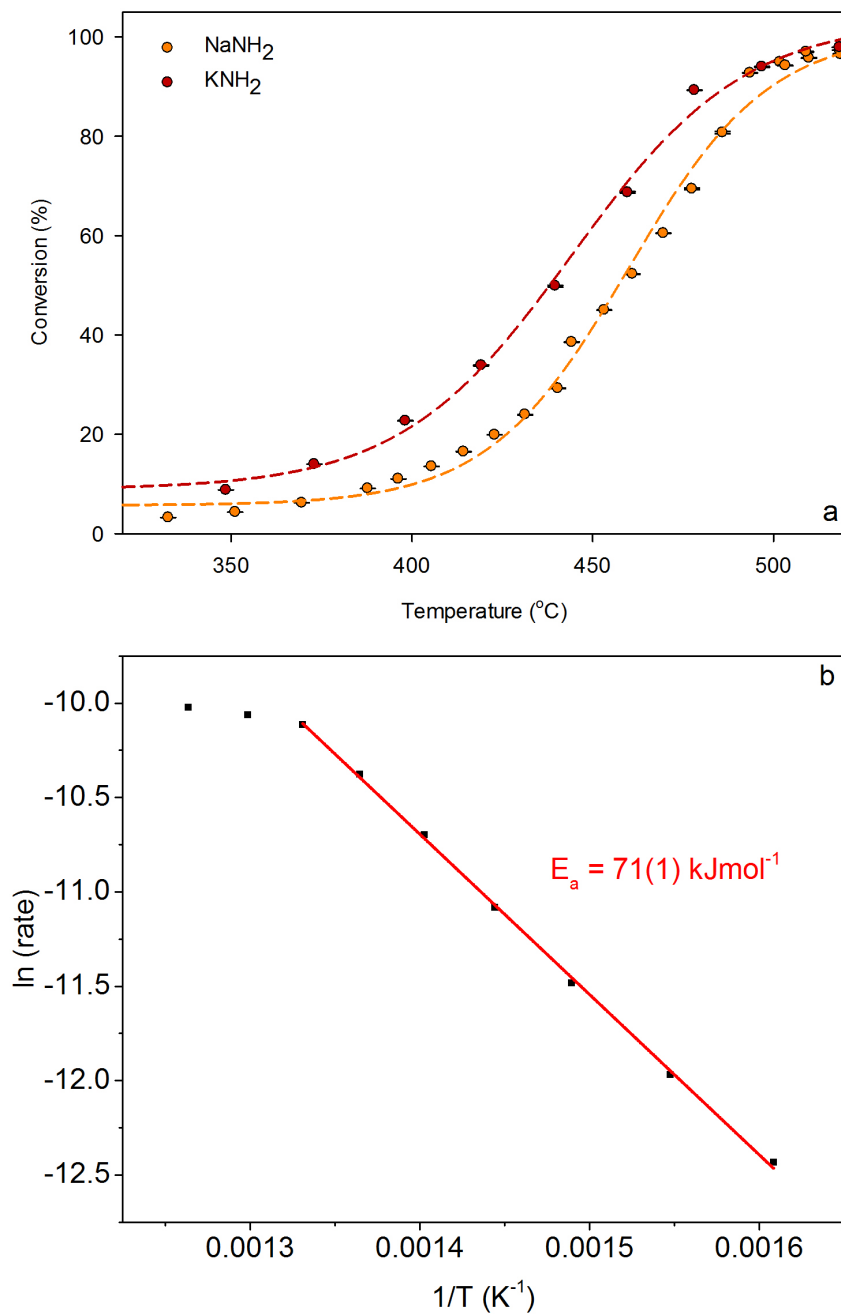 100
80
60
40
20
0
Conversion (%)
NaNH2
KNH2
a
350 400 450 500
Temperature (oC)
b
-10.0
-10.5
-11.0
-11.5
-12.0
-12.5
ln (rate)
Ea = 71(1) kJmol-1
0.0013 0.0014 0.0015 0.0016
1/T (K-1)